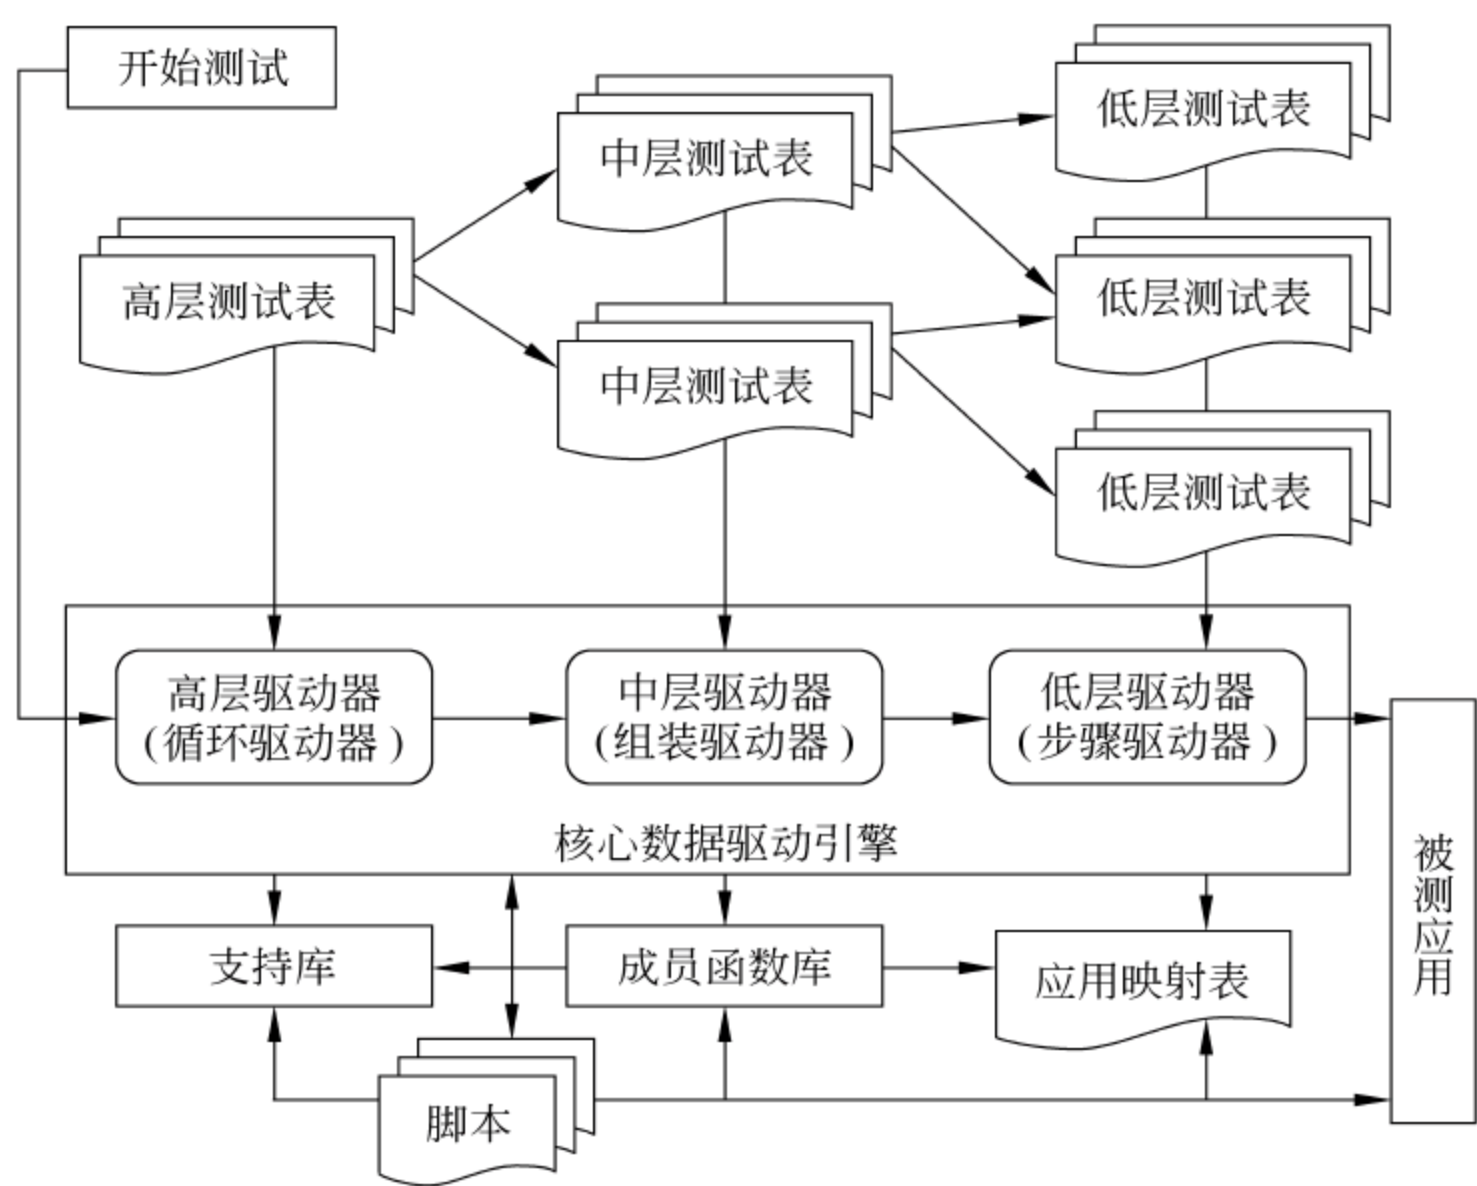 开始测试
低层测试表
中层测试表
高层测试表
低层测试表
中层测试表
低层测试表
高层驱动器
(循环驱动器)
中层驱动器
(组装驱动器)
低层驱动器
(步骤驱动器)
核心数据驱动引擎
被测应用
支持库
成员函数库
应用映射表
脚本